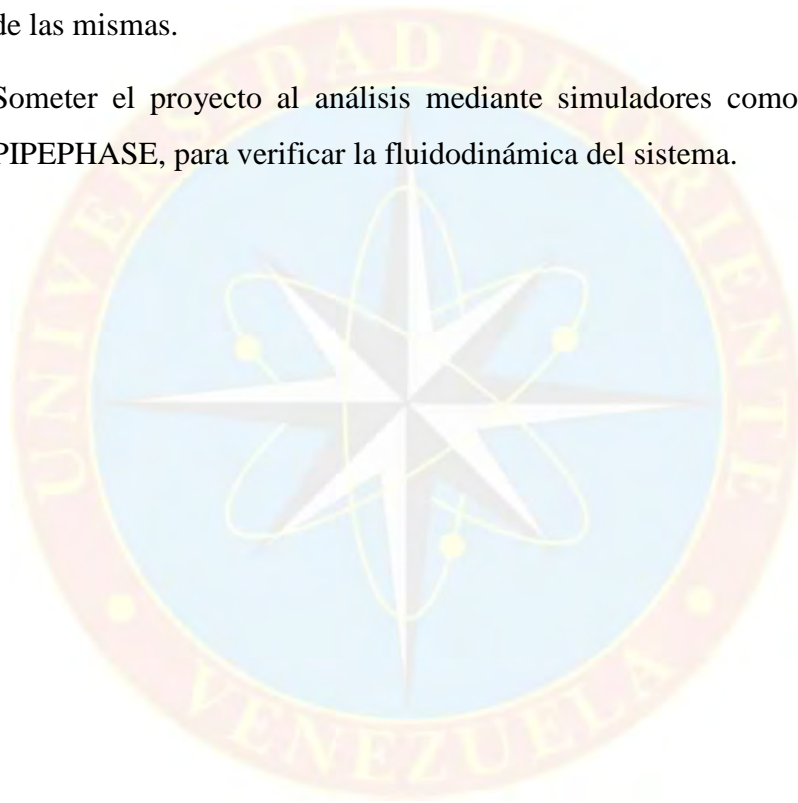 de las mismas.
Someter el proyecto al análisis mediante simuladores como
PIPEPHASE, para verificar la fluidodinámica del sistema.
UNIVERSIDAD DE ORIENTE
VENEZUELA